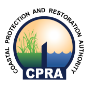 COASTAL PROTECTION AND RESTORATION AUTHORITY
CPRA